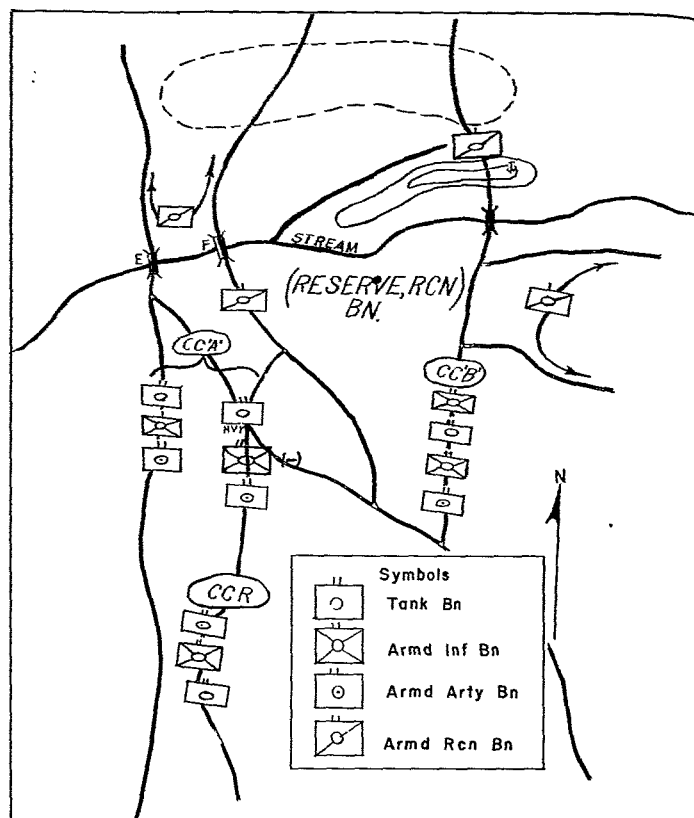 E
F
STREAM
(RESERVE, RCN)
BN.
CC'A'
CC'B'
HVY
(-)
N
CCR
Symbols
Tank Bn
Armd Inf Bn
Armd Arty Bn
Armd Rcn Bn